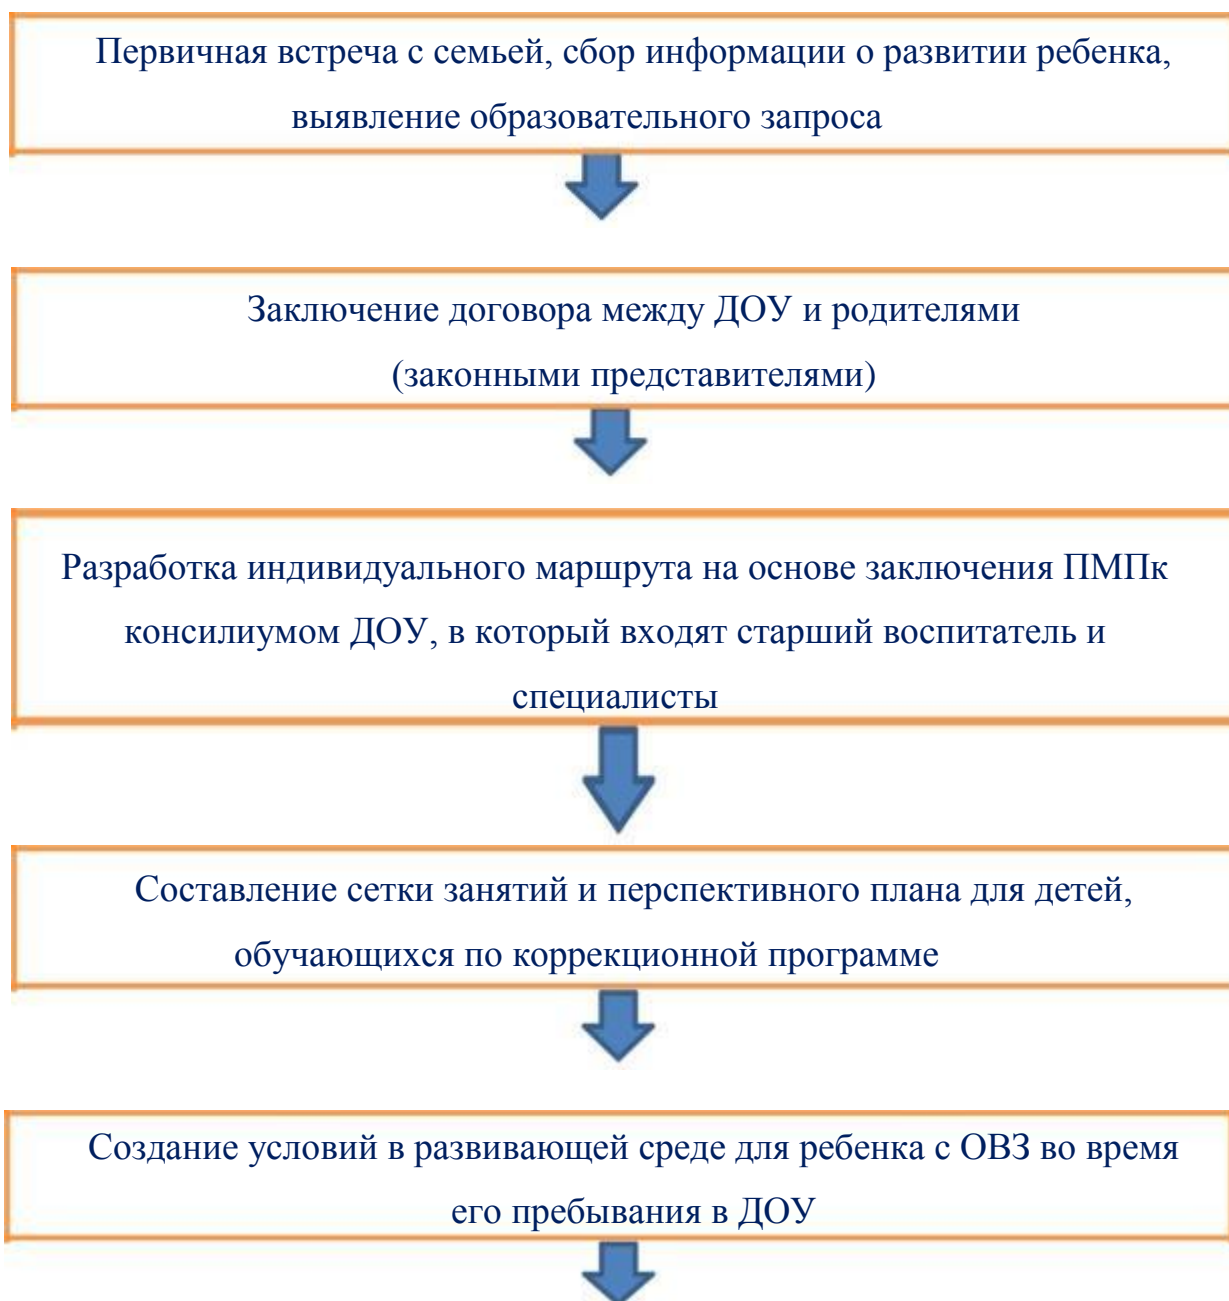 Первичная встреча с семьей, сбор информации о развитии ребенка,
выявление образовательного запроса
Заключение договора между ДОУ и родителями
(законными представителями)
Разработка индивидуального маршрута на основе заключения ПМПк
консилиумом ДОУ, в который входят старший воспитатель и
специалисты
Составление сетки занятий и перспективного плана для детей,
обучающихся по коррекционной программе
Создание условий в развивающей среде для ребенка с ОВЗ во время
его пребывания в ДОУ